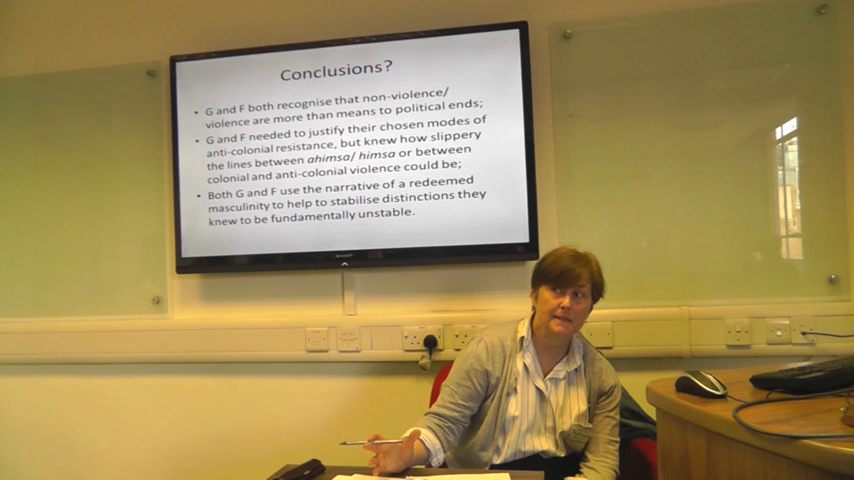 Conclusions?
• G and F both recognise that non-violence/
violence are more than means to political ends;
• G and F needed to justify their chosen modes of
anti-colonial resistance, but knew how slippery
the lines between ahimsa/ himsa or between
colonial and anti-colonial violence could be;
• Both G and F use the narrative of a redeemed
masculinity to help to stabilise distinctions they
knew to be fundamentally unstable.
SHARP